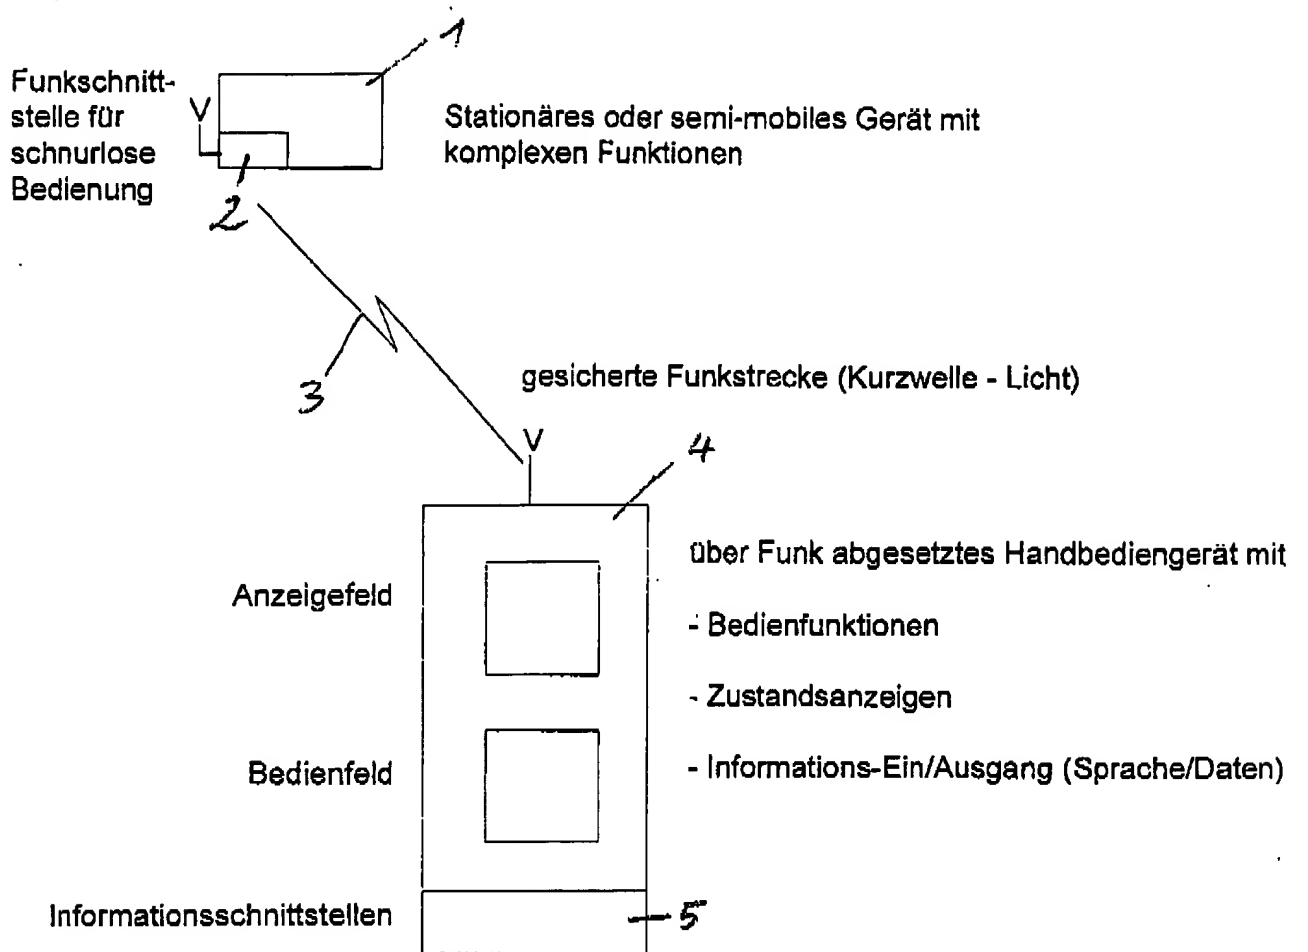 1
Funkschnitt-
stelle für
schnurlose
Bedienung
V
Stationäres oder semi-mobiles Gerät mit
komplexen Funktionen
2
3
gesicherte Funkstrecke (Kurzwelle - Licht)
V
4
über Funk abgesetztes Handbediengerät mit
- Bedienfunktionen
- Zustandsanzeigen
- Informations-Ein/Ausgang (Sprache/Daten)
Anzeigefeld
Bedienfeld
Informationsschnittstellen
5